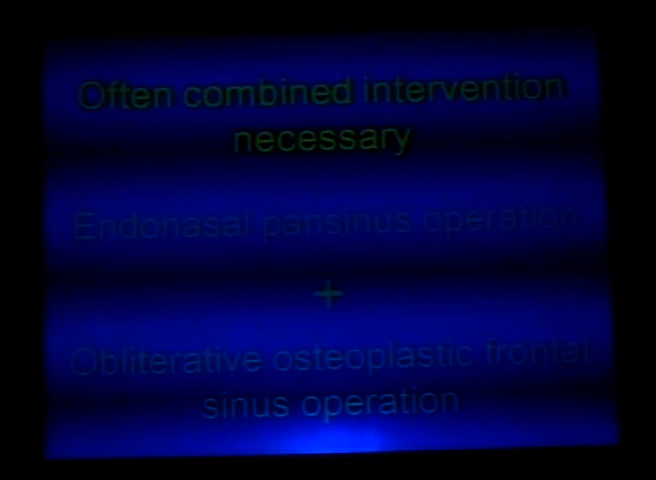 Often combined intervention
necessary
Endonasal pansinus operation
+
Obliterative osteoplastic frontal
sinus operation